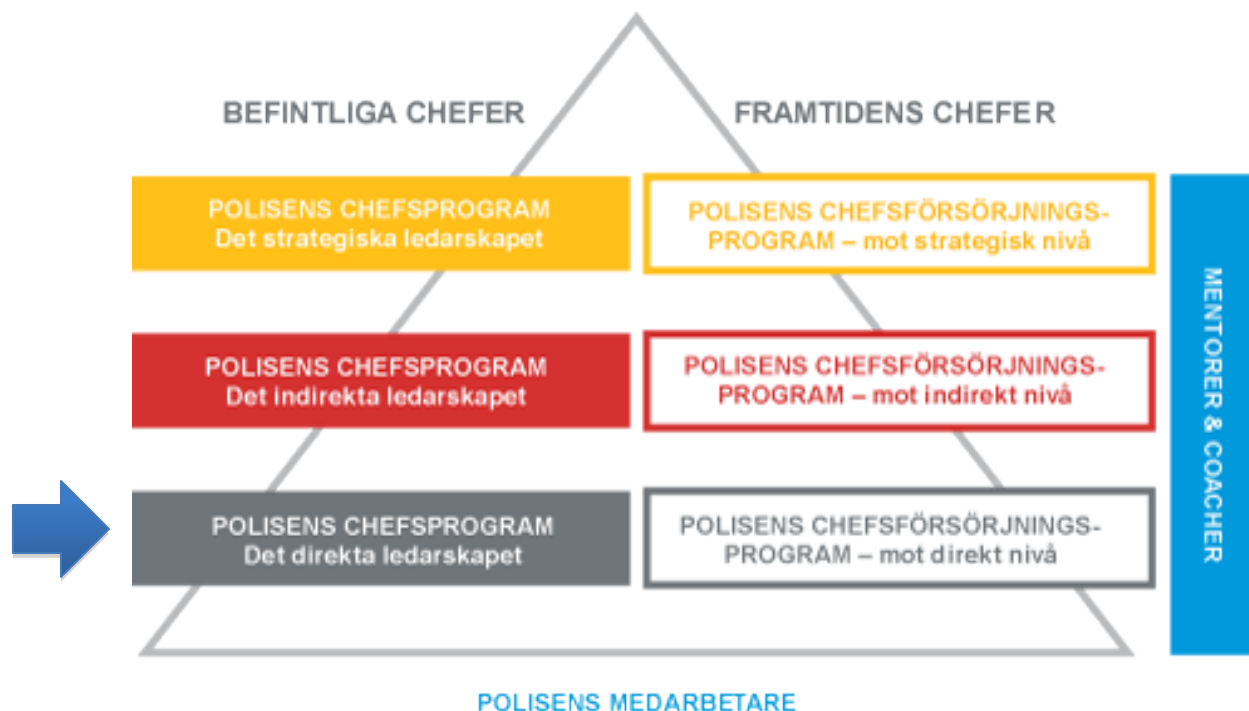 BEFINTLIGA CHEFER
FRAMTIDENS CHEFER
POLISENS CHEFSPROGRAM
Det strategiska ledarskapet
POLISENS CHEFSFÖRSÖRJNINGS-
PROGRAM – mot strategisk nivå
POLISENS CHEFSPROGRAM
Det indirekta ledarskapet
POLISENS CHEFSFÖRSÖRJNINGS-
PROGRAM – mot indirekt nivå
POLISENS CHEFSPROGRAM
Det direkta ledarskapet
POLISENS CHEFSFÖRSÖRJNINGS-
PROGRAM – mot direkt nivå
MENTORER & COACHER
POLISENS MEDARBETARE